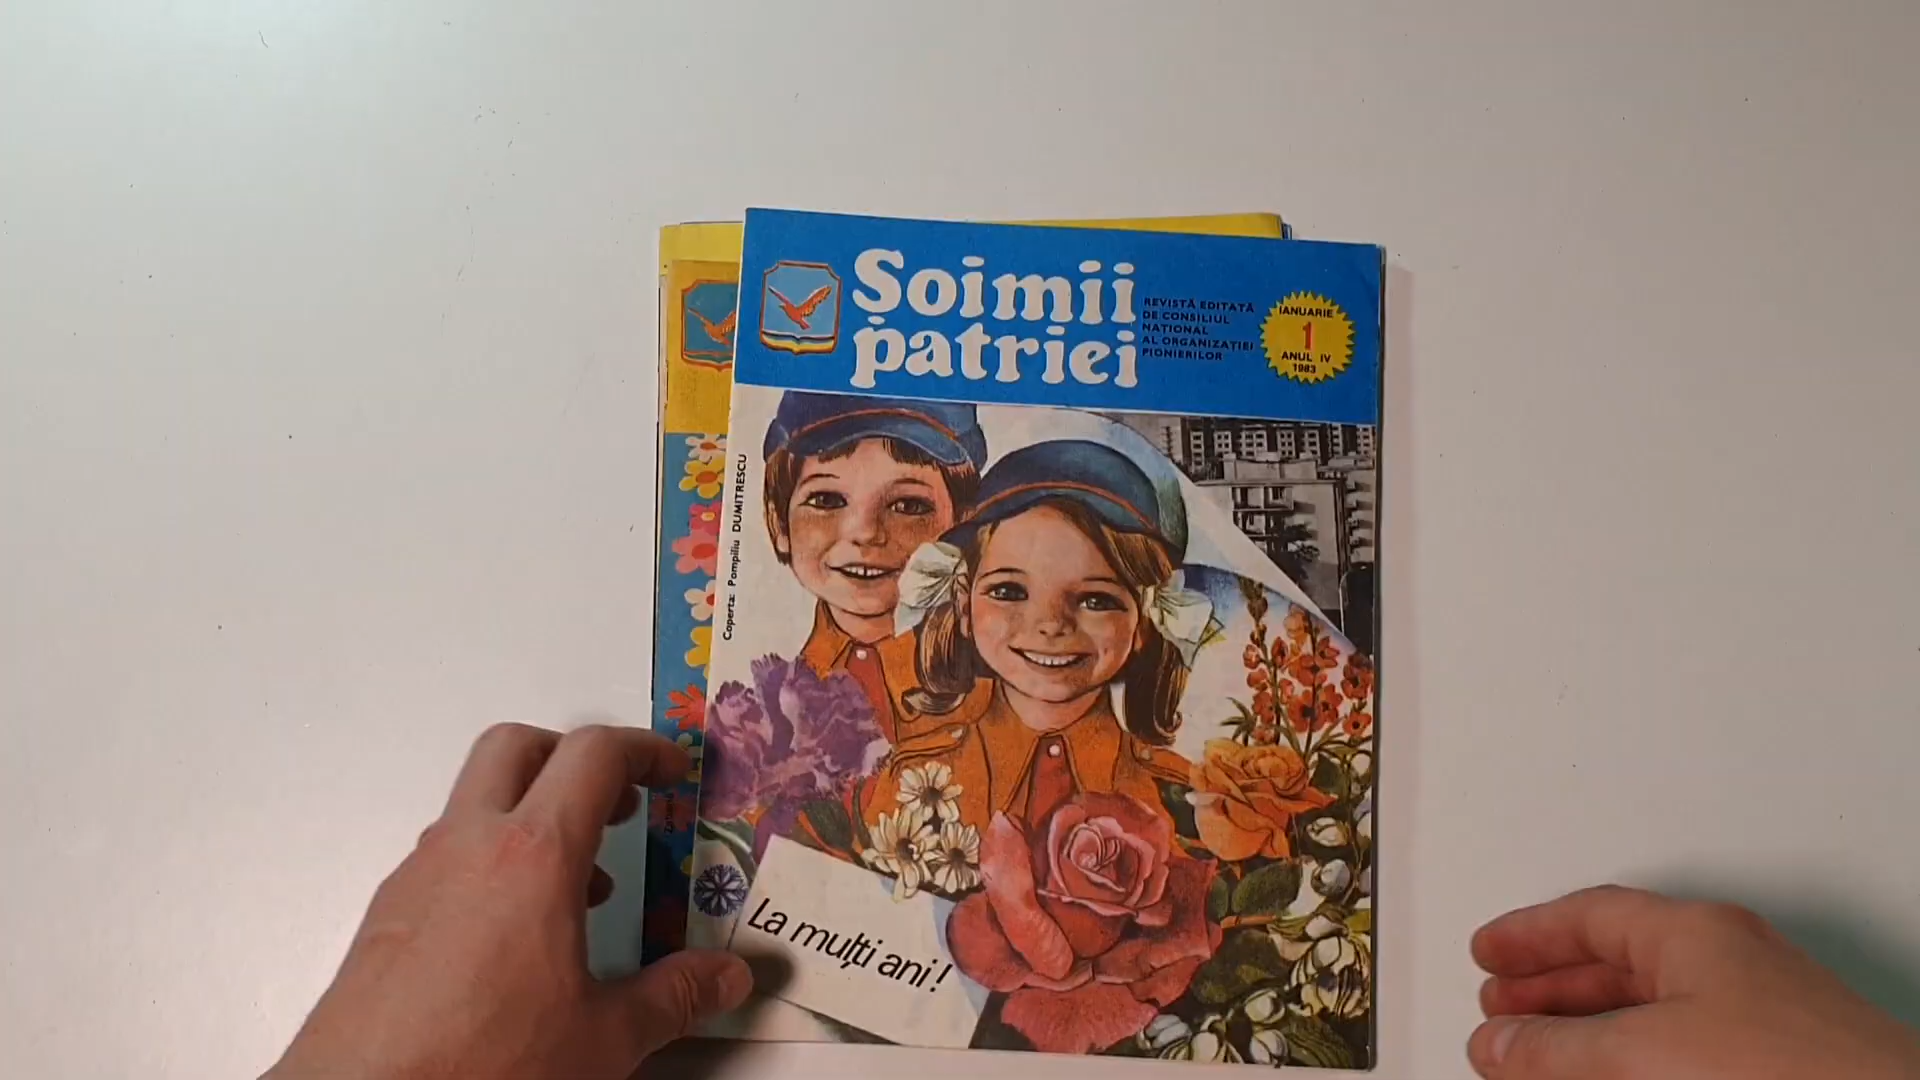 Șoimii
patriei
REVISTĂ EDITATĂ
DE CONSILIUL
NAȚIONAL
AL ORGANIZAȚIEI
PIONIERILOR
IANUARIE
1
ANUL IV
1983
Coperta: Pompiliu DUMITRESCU
La mulți ani!